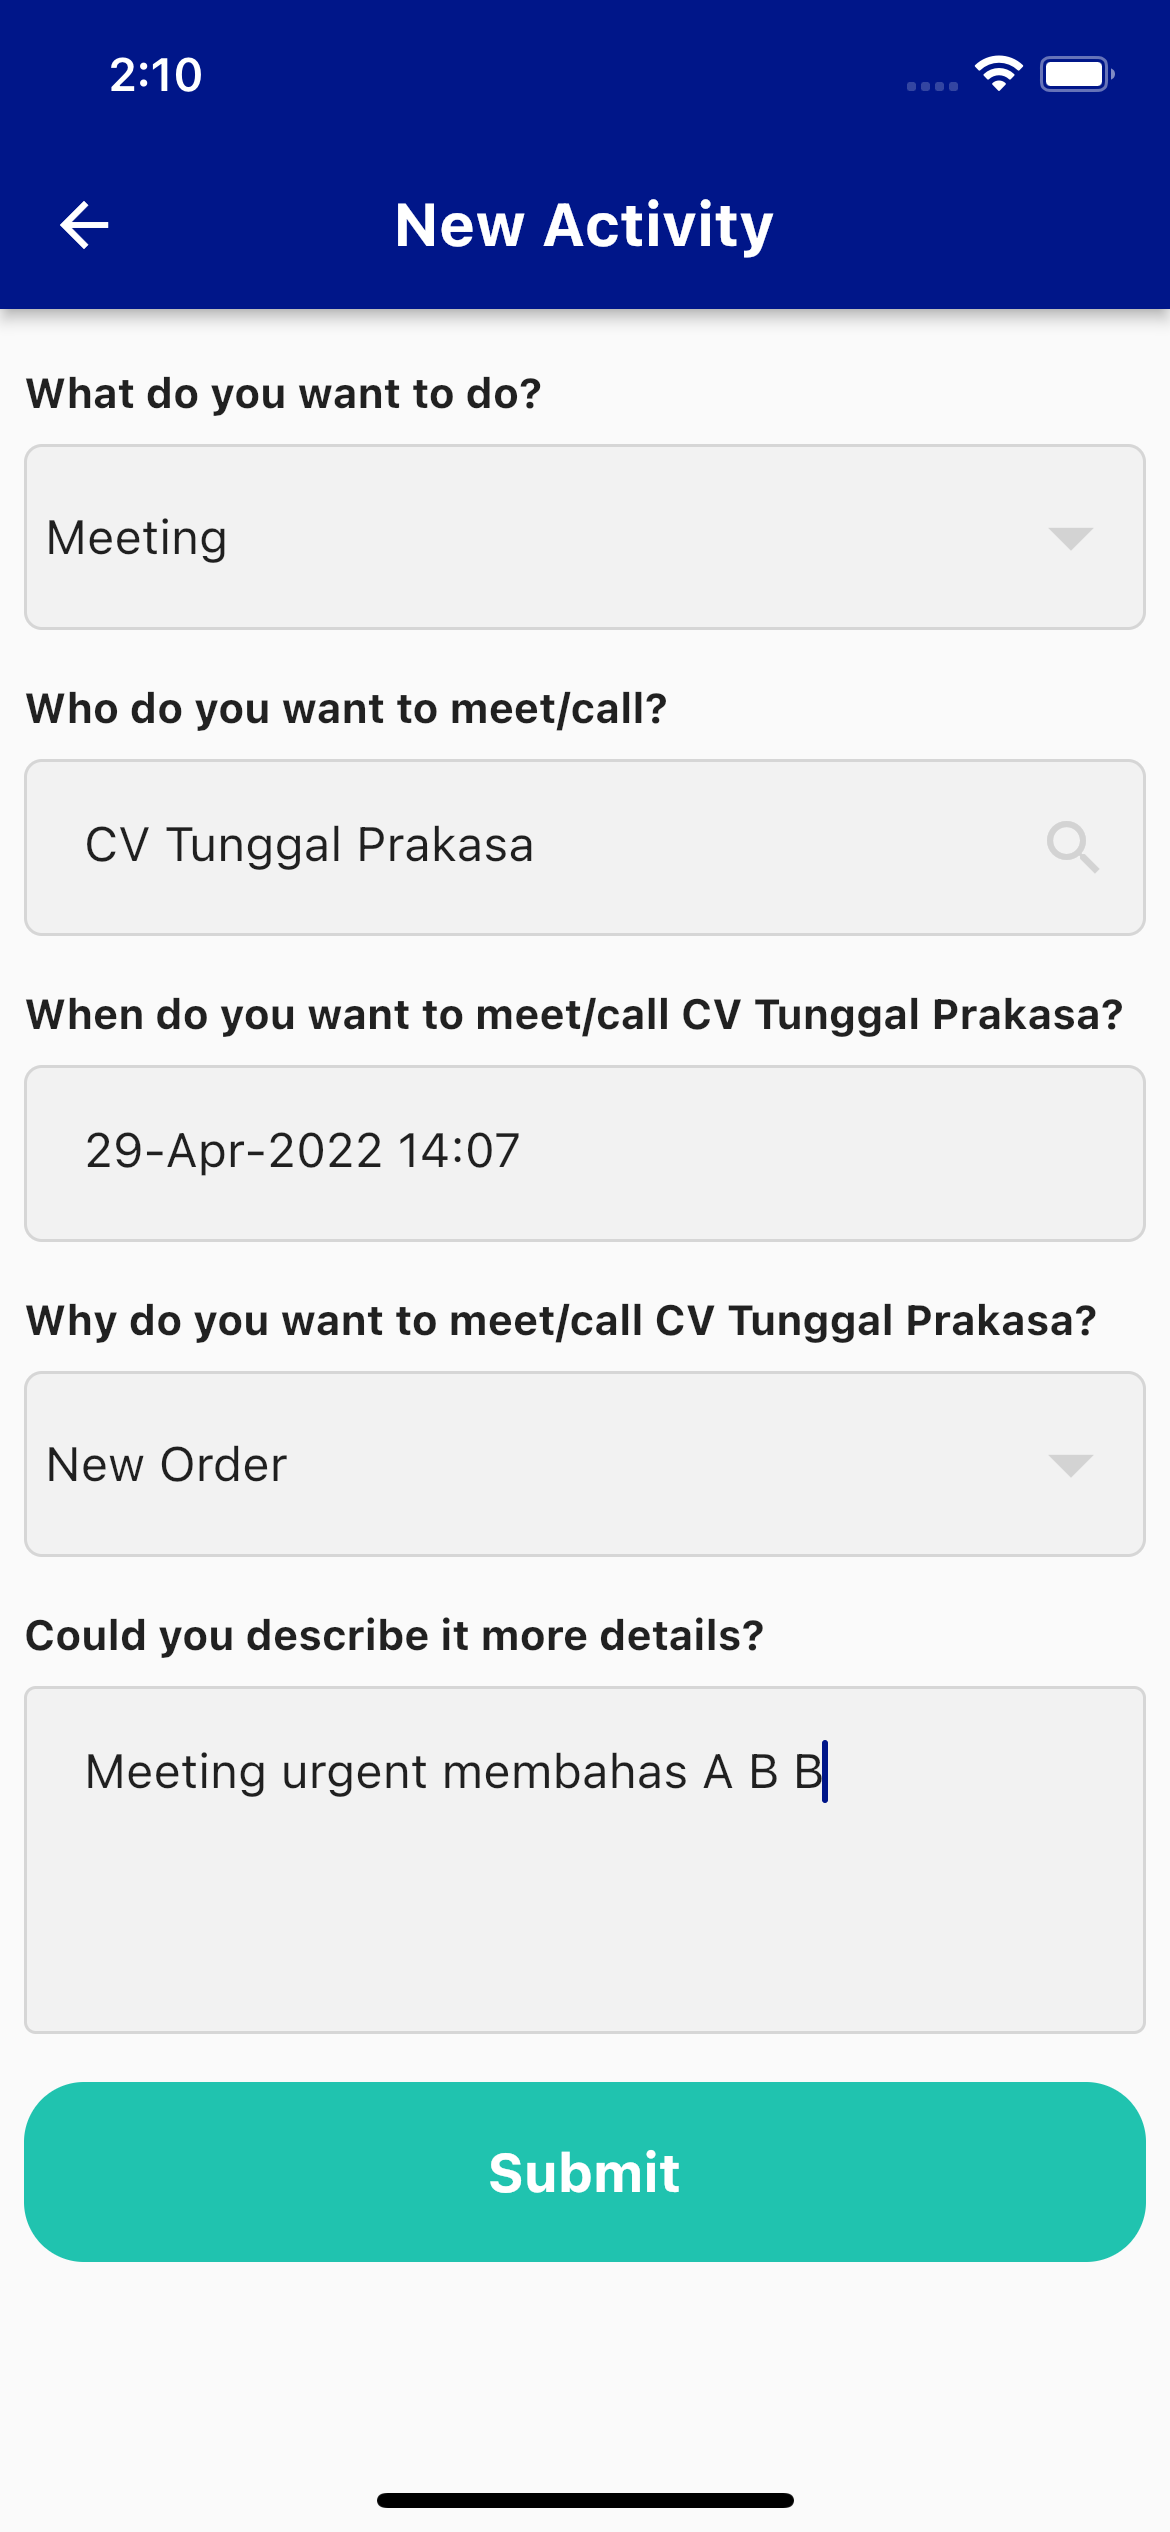 2:10
New Activity
What do you want to do?
Meeting
Who do you want to meet/call?
CV Tunggal Prakasa
When do you want to meet/call CV Tunggal Prakasa?
29-Apr-2022 14:07
Why do you want to meet/call CV Tunggal Prakasa?
New Order
Could you describe it more details?
Meeting urgent membahas A B B
Submit